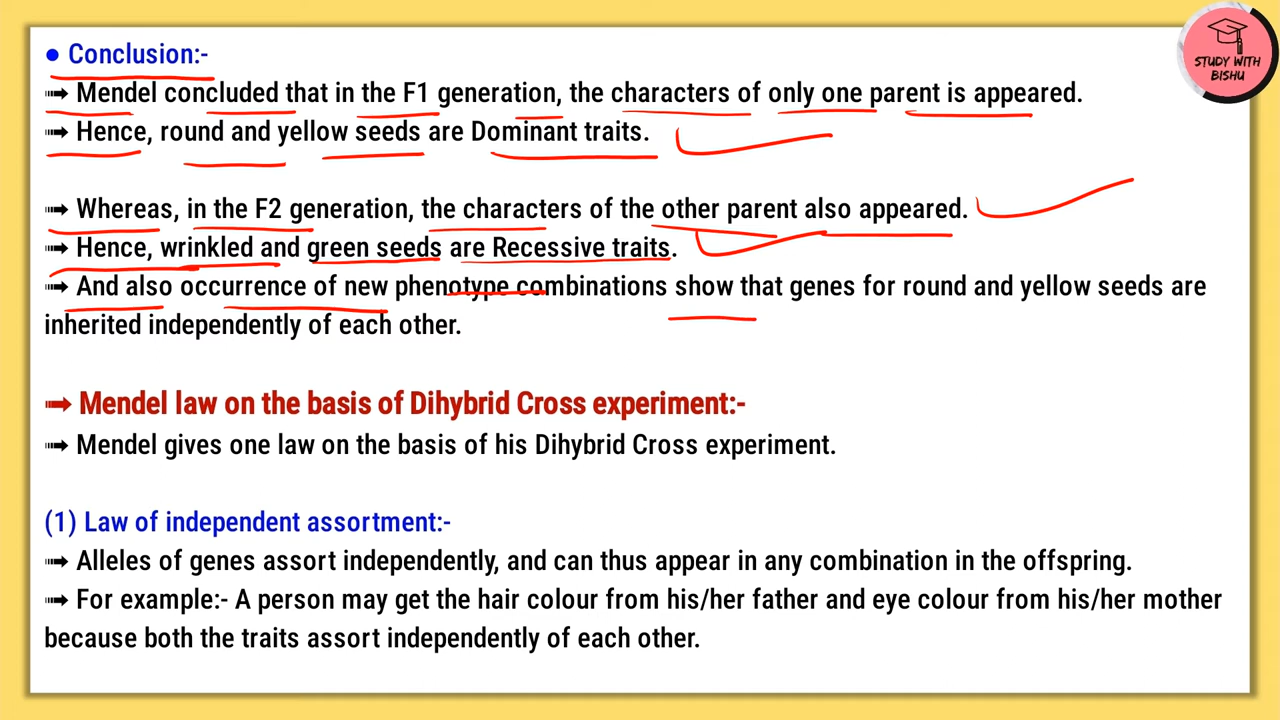 ● Conclusion:-
➟ Mendel concluded that in the F1 generation, the characters of only one parent is appeared.
➟ Hence, round and yellow seeds are Dominant traits.
➟ Whereas, in the F2 generation, the characters of the other parent also appeared.
➟ Hence, wrinkled and green seeds are Recessive traits.
➟ And also occurrence of new phenotype combinations show that genes for round and yellow seeds are
inherited independently of each other.
➟ Mendel law on the basis of Dihybrid Cross experiment:-
➟ Mendel gives one law on the basis of his Dihybrid Cross experiment.
(1) Law of independent assortment:-
➟ Alleles of genes assort independently, and can thus appear in any combination in the offspring.
➟ For example:- A person may get the hair colour from his/her father and eye colour from his/her mother
because both the traits assort independently of each other.
STUDY WITH
BISHU